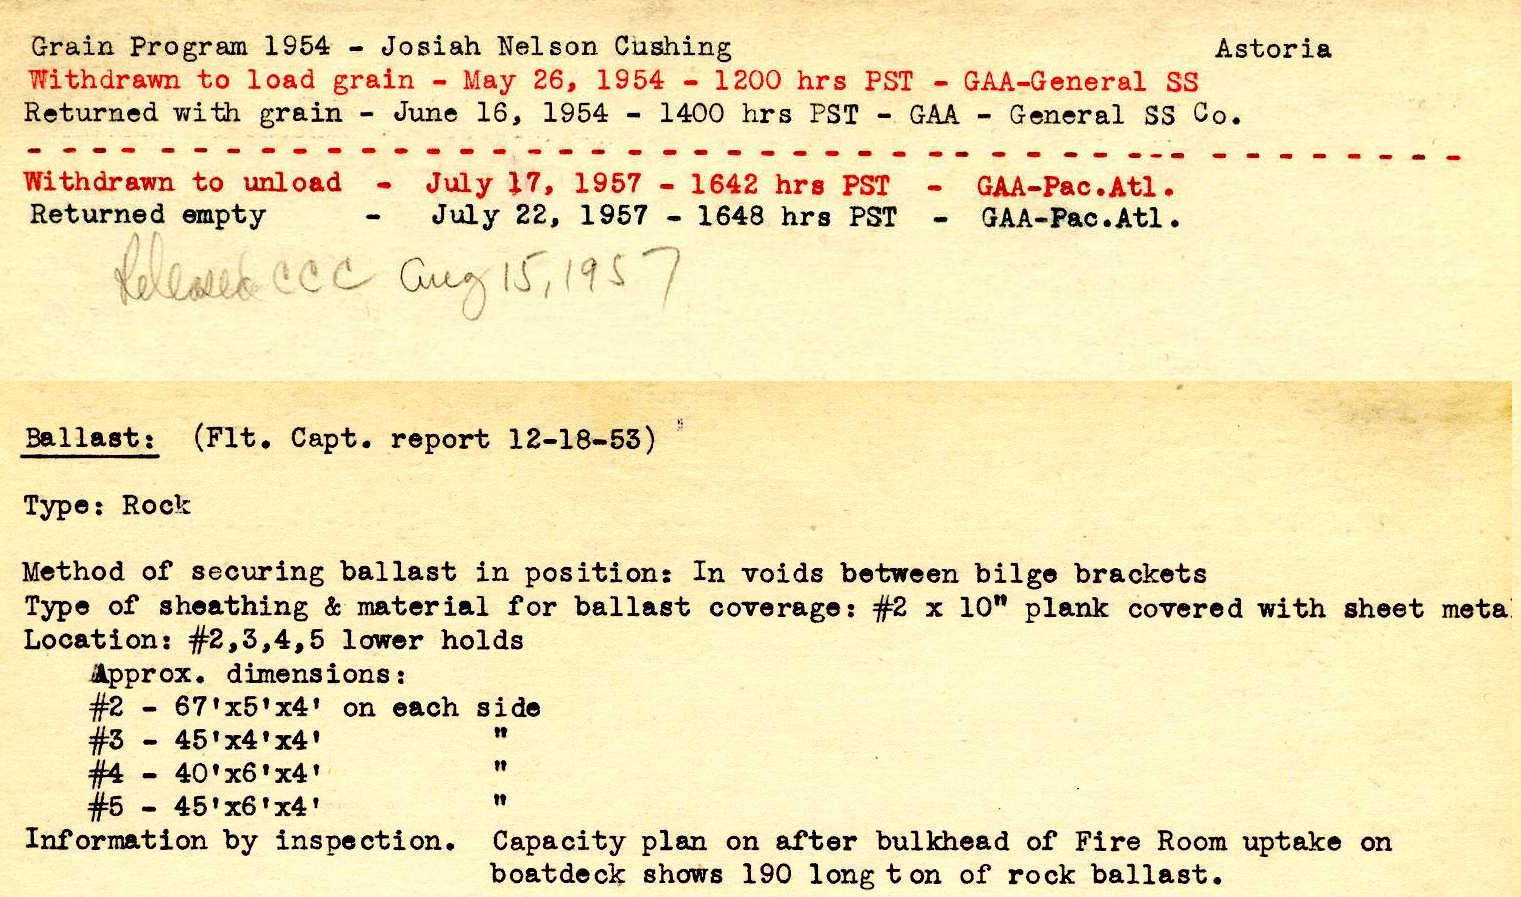 Grain Program 1954 - Josiah Nelson Cushing Astoria
Withdrawn to load grain - May 26, 1954 - 1200 hrs PST - GAA-General SS
Returned with grain - June 16, 1954 - 1400 hrs PST - GAA - General SS Co.
Withdrawn to unload - July 17, 1957 - 1642 hrs PST - GAA-Pac.Atl.
Returned empty - July 22, 1957 - 1648 hrs PST - GAA-Pac.Atl.
Released CCC Aug 15, 1957
Ballast: (Flt. Capt. report 12-18-53)
Type: Rock
Method of securing ballast in position: In voids between bilge brackets
Type of sheathing & material for ballast coverage: #2 x 10" plank covered with sheet meta
Location: #2,3,4,5 lower holds
Approx. dimensions:
#2 - 67'x5'x4' on each side
#3 - 45'x4'x4' "
#4 - 40'x6'x4' "
#5 - 45'x6'x4' "
Information by inspection. Capacity plan on after bulkhead of Fire Room uptake on
boatdeck shows 190 long ton of rock ballast.